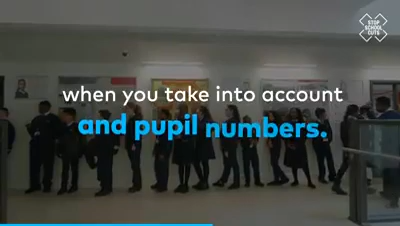 STOP
SCHOOL
CUTS
when you take into account
and pupil numbers.